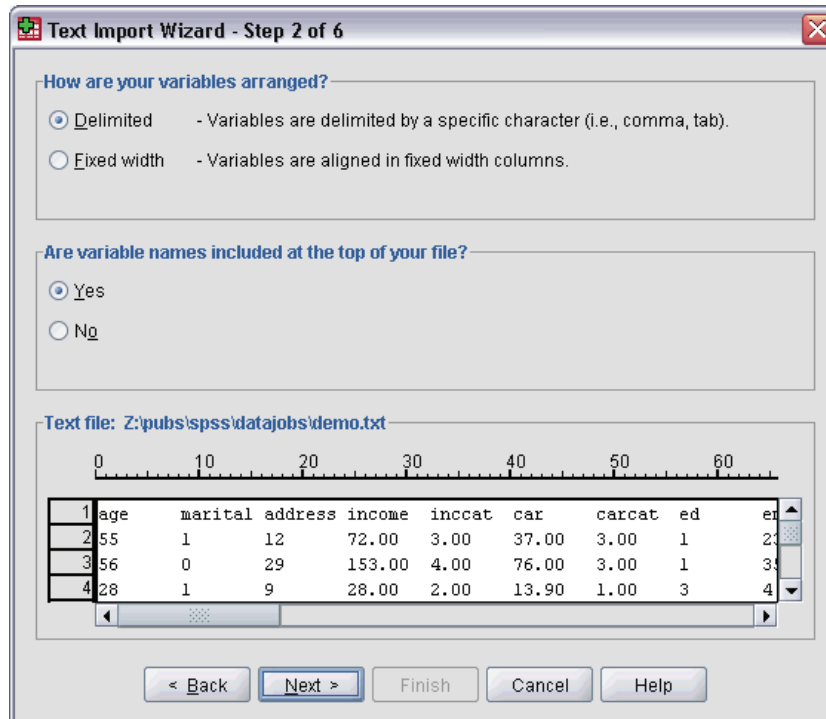 Text Import Wizard - Step 2 of 6
How are your variables arranged?
Delimited - Variables are delimited by a specific character (i.e., comma, tab).
Fixed width - Variables are aligned in fixed width columns.
Are variable names included at the top of your file?
Yes
No
Text file: Z:\pubs\spss\datajobs\demo.txt
0 10 20 30 40 50 60
1 age marital address income inccat car carcat ed
2 55 1 12 72.00 3.00 37.00 3.00 1
3 56 0 29 153.00 4.00 76.00 3.00 1
4 28 1 9 28.00 2.00 13.90 1.00 3 4
< Back Next > Finish Cancel Help